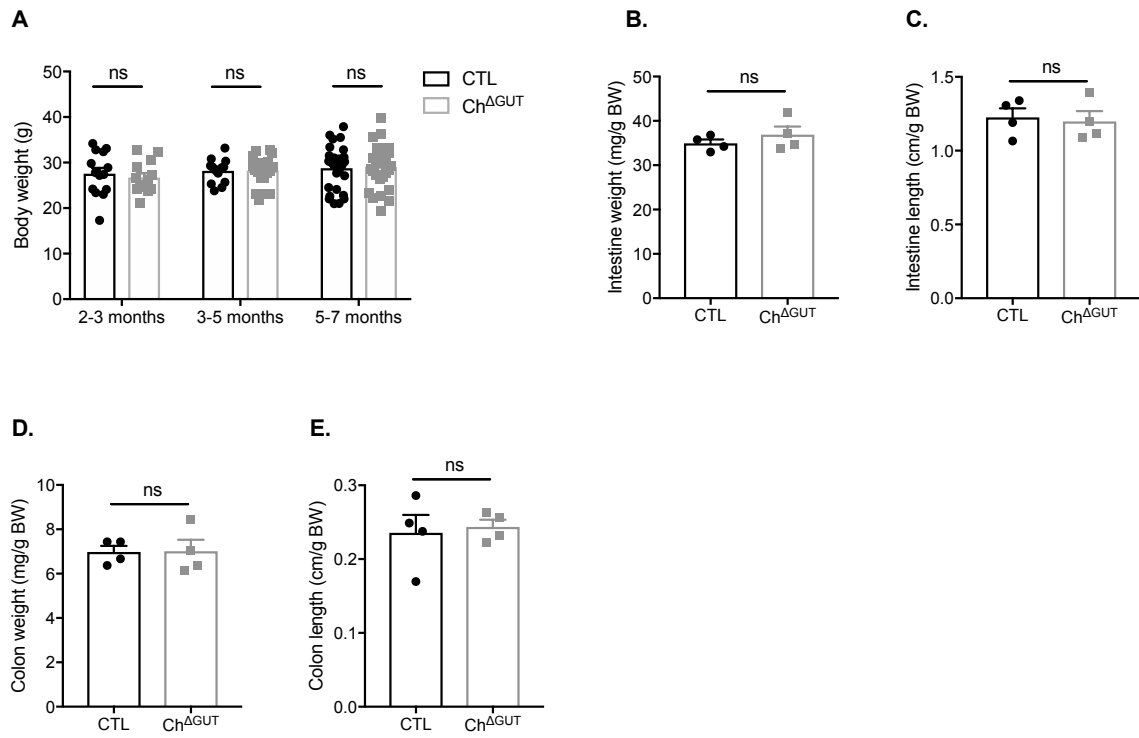 A
Body weight (g)
50
40
30
20
10
0
ns
ns
ns
2-3 months
3-5 months
5-7 months
CTL
ChΔGUT
B.
Intestine weight (mg/g BW)
50
40
30
20
10
0
ns
CTL
ChΔGUT
C.
Intestine length (cm/g BW)
1.5
1.0
0.5
0.0
ns
CTL
ChΔGUT
D.
Colon weight (mg/g BW)
10
8
6
4
2
0
ns
CTL
ChΔGUT
E.
Colon length (cm/g BW)
0.3
0.2
0.1
0.0
ns
CTL
ChΔGUT